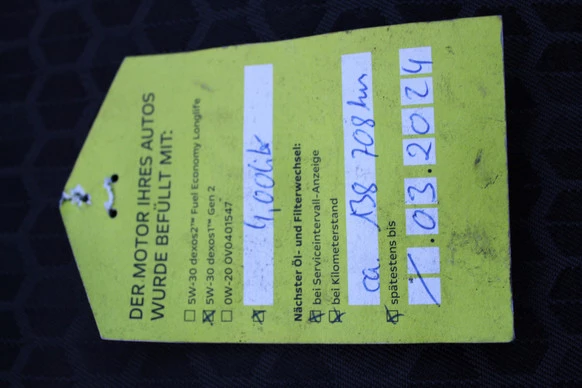 DER MOTOR IHRES AUTOS
WURDE BEFÜLLT MIT:
☐ 5W-30 dexos2™ Fuel Economy Longlife
☒ 5W-30 dexos1™ Gen 2
☐ 0W-20 0V0401547
☒ 4,00 Liter
Nächster Öl- und Filterwechsel:
☒ bei Serviceintervall-Anzeige
☒ bei Kilometerstand
ca. 138 708 km
☒ spätestens bis
/.03.2024